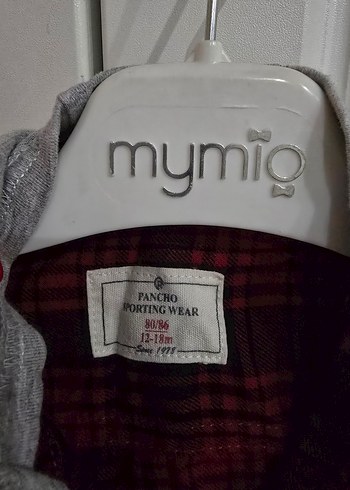 mymio
PANCHO
SPORTING WEAR
80/86
12-18m
Since 1978